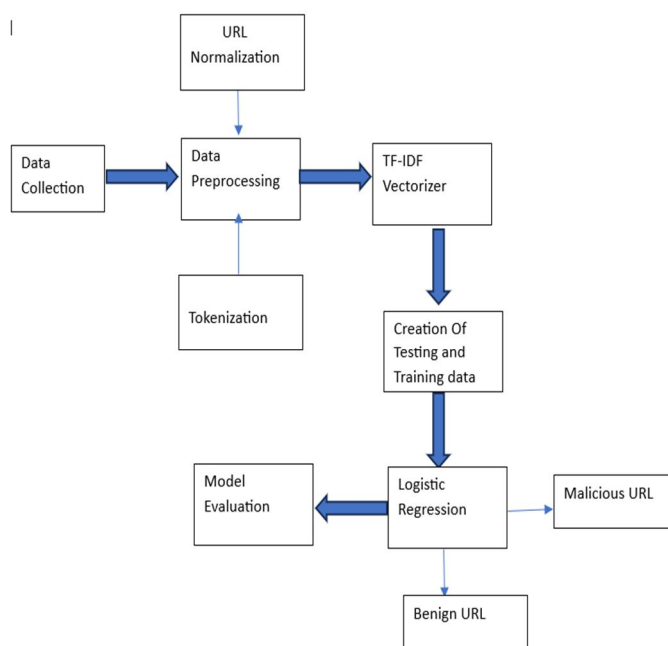 URL
Normalization
Data
Collection
Data
Preprocessing
TF-IDF
Vectorizer
Tokenization
Creation Of
Testing and
Training data
Model
Evaluation
Logistic
Regression
Malicious URL
Benign URL